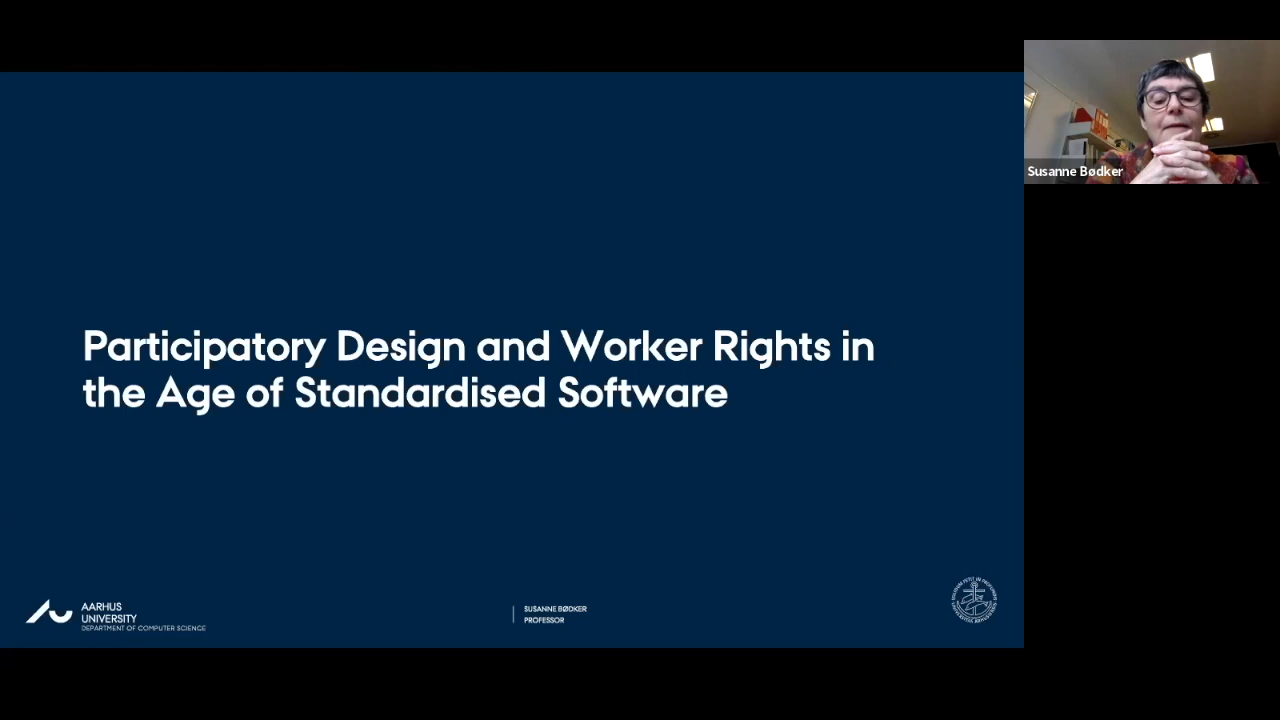 Susanne Bødker
Participatory Design and Worker Rights in
the Age of Standardised Software
AARHUS
UNIVERSITY
DEPARTMENT OF COMPUTER SCIENCE
SUSANNE BØDKER
PROFESSOR